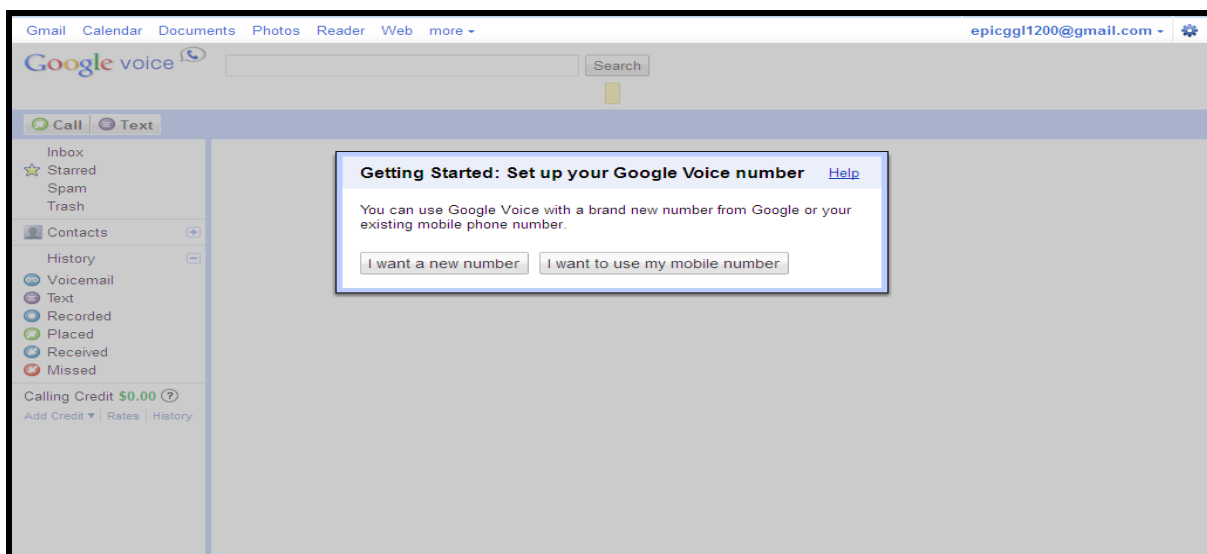 Gmail Calendar Documents Photos Reader Web more
epicggl1200@gmail.com
Google voice
Search
Call Text
Inbox
Starred
Spam
Trash
Contacts
History
Voicemail
Text
Recorded
Placed
Received
Missed
Calling Credit $0.00 ?
Add Credit | Rates | History
Getting Started: Set up your Google Voice number Help
You can use Google Voice with a brand new number from Google or your
existing mobile phone number.
I want a new number I want to use my mobile number